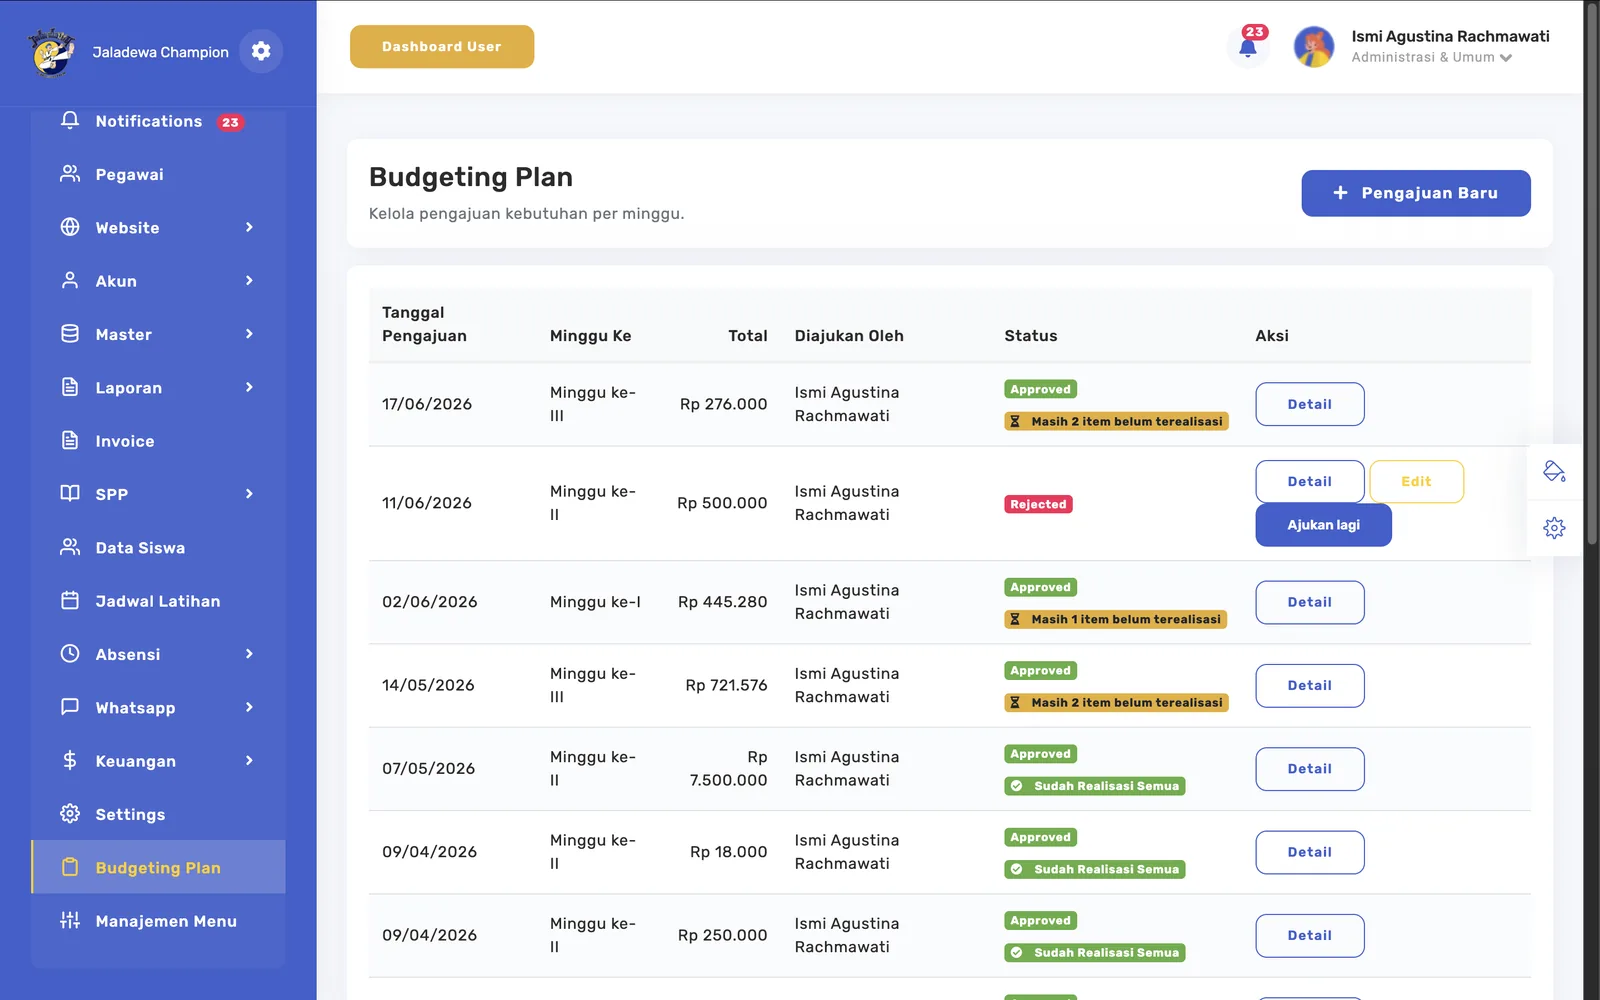 Jaladewa Champion
Notifications 23
Pegawai
Website
Akun
Master
Laporan
Invoice
SPP
Data Siswa
Jadwal Latihan
Absensi
Whatsapp
Keuangan
Settings
Budgeting Plan
Manajemen Menu
Dashboard User
23
Ismi Agustina Rachmawati
Administrasi & Umum
Budgeting Plan
Kelola pengajuan kebutuhan per minggu.
+ Pengajuan Baru
Tanggal
Pengajuan Minggu Ke Total Diajukan Oleh Status Aksi
17/06/2026
Minggu ke-
III
Rp 276.000
Ismi Agustina
Rachmawati
Approved
Masih 2 item belum terealisasi
Detail
11/06/2026
Minggu ke-
II
Rp 500.000
Ismi Agustina
Rachmawati
Rejected
Detail Edit
Ajukan lagi
02/06/2026
Minggu ke-I
Rp 445.280
Ismi Agustina
Rachmawati
Approved
Masih 1 item belum terealisasi
Detail
14/05/2026
Minggu ke-
III
Rp 721.576
Ismi Agustina
Rachmawati
Approved
Masih 2 item belum terealisasi
Detail
07/05/2026
Minggu ke-
II
Rp
7.500.000
Ismi Agustina
Rachmawati
Approved
Sudah Realisasi Semua
Detail
09/04/2026
Minggu ke-
II
Rp 18.000
Ismi Agustina
Rachmawati
Approved
Sudah Realisasi Semua
Detail
09/04/2026
Minggu ke-
II
Rp 250.000
Ismi Agustina
Rachmawati
Approved
Sudah Realisasi Semua
Detail